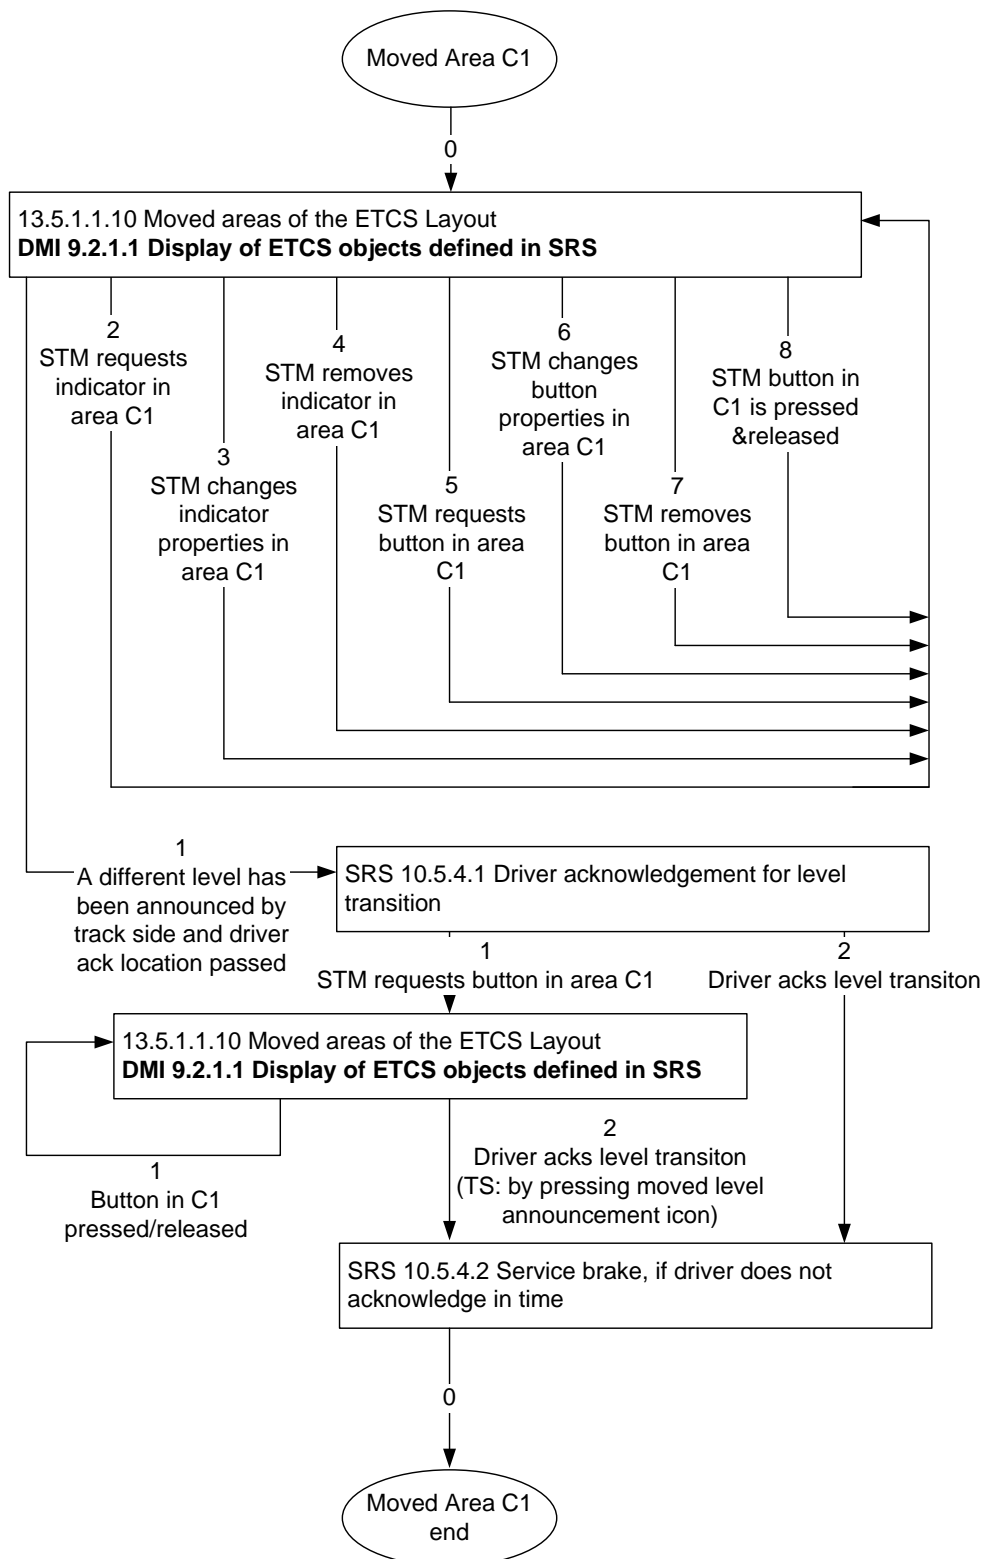 Moved Area C1
0
13.5.1.1.10 Moved areas of the ETCS Layout
DMI 9.2.1.1 Display of ETCS objects defined in SRS
2
STM requests
indicator in
area C1
3
STM changes
indicator
properties in
area C1
4
STM removes
indicator in
area C1
5
STM requests
button in area
C1
6
STM changes
button
properties in
area C1
7
STM removes
button in area
C1
8
STM button in
C1 is pressed
&released
1
A different level has
been announced by
track side and driver
ack location passed
SRS 10.5.4.1 Driver acknowledgement for level
transition
1
STM requests button in area C1
2
Driver acks level transiton
13.5.1.1.10 Moved areas of the ETCS Layout
DMI 9.2.1.1 Display of ETCS objects defined in SRS
1
Button in C1
pressed/released
2
Driver acks level transiton
(TS: by pressing moved level
announcement icon)
SRS 10.5.4.2 Service brake, if driver does not
acknowledge in time
0
Moved Area C1
end